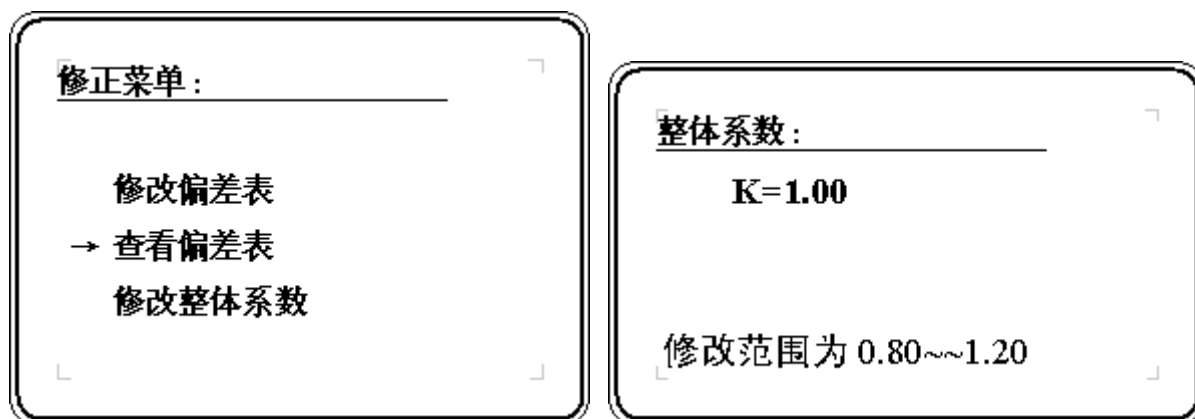 修正菜单:
修改偏差表
→ 查看偏差表
修改整体系数
整体系数:
K=1.00
修改范围为 0.80~~1.20